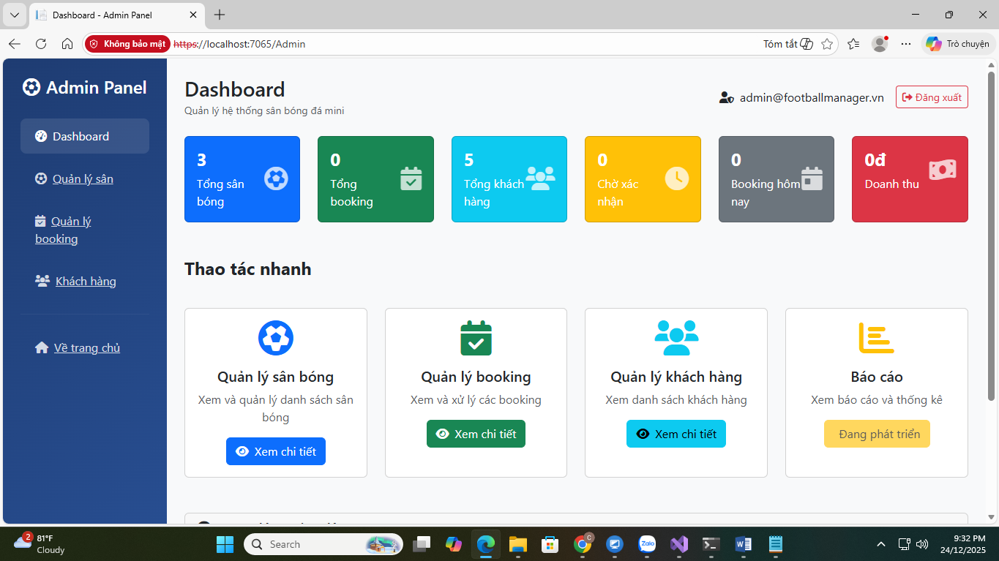 Dashboard - Admin Panel
Không bảo mật https://localhost:7065/Admin
Tóm tắt
Trò chuyện
Admin Panel
Dashboard
Quản lý sân
Quản lý
booking
Khách hàng
Về trang chủ
Dashboard
Quản lý hệ thống sân bóng đá mini
admin@footballmanager.vn
Đăng xuất
3
Tổng sân
bóng
0
Tổng
booking
5
Tổng khách
hàng
0
Chờ xác
nhận
0
Booking hôm
nay
0đ
Doanh thu
Thao tác nhanh
Quản lý sân bóng
Xem và quản lý danh sách sân
bóng
Xem chi tiết
Quản lý booking
Xem và xử lý các booking
Xem chi tiết
Quản lý khách hàng
Xem danh sách khách hàng
Xem chi tiết
Báo cáo
Xem báo cáo và thống kê
Đang phát triển
2
81°F
Cloudy
Search
C
Zalo
9:32 PM
24/12/2025